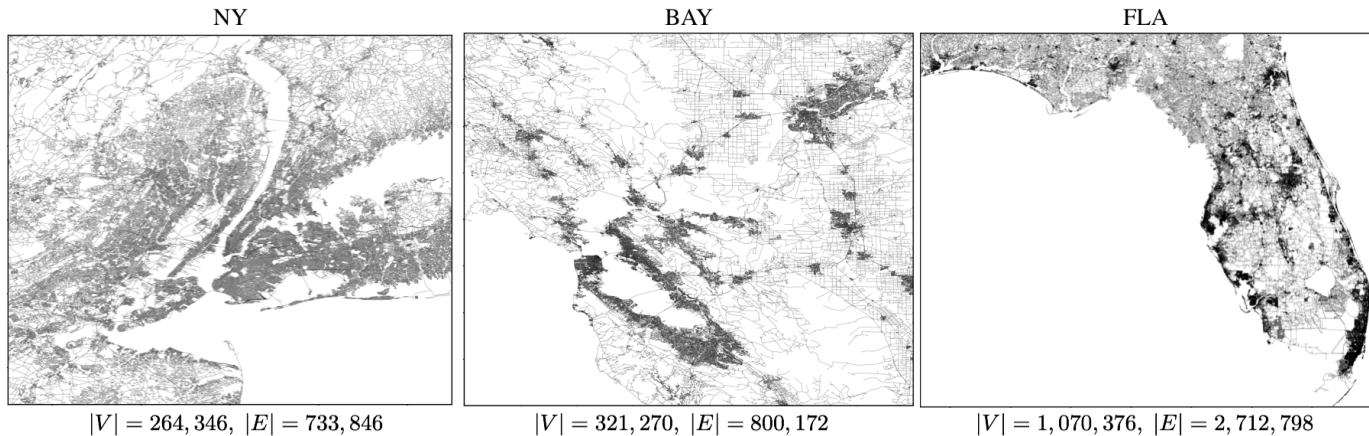 NY
BAY
FLA
|V| = 264, 346, |E| = 733, 846
|V| = 321, 270, |E| = 800, 172
|V| = 1, 070, 376, |E| = 2, 712, 798